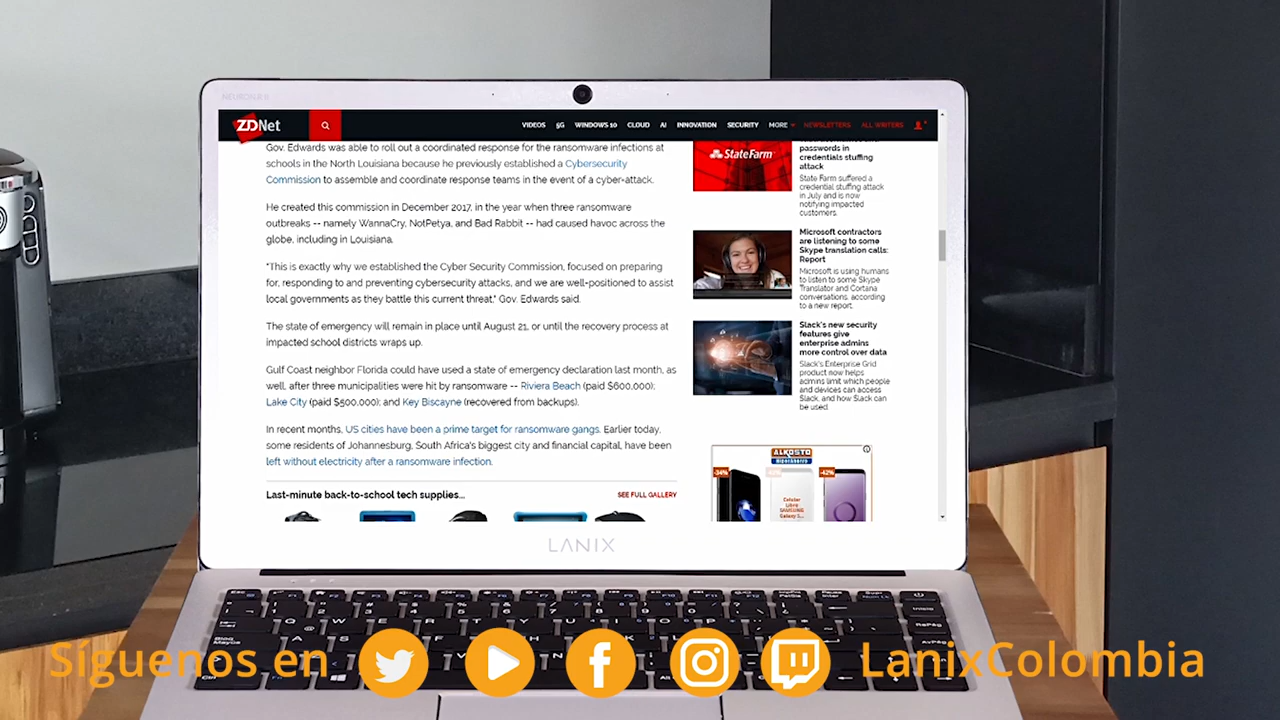 NEURON
ZDNet
VIDEOS 5G WINDOWS 10 CLOUD AI INNOVATION SECURITY MORE NEWSLETTERS ALL WRITERS
Gov. Edwards was able to roll out a coordinated response for the ransomware infections at
schools in the North Louisiana because he previously established a Cybersecurity
Commission to assemble and coordinate response teams in the event of a cyber-attack.
He created this commission in December 2017, in the year when three ransomware
outbreaks -- namely WannaCry, NotPetya, and Bad Rabbit -- had caused havoc across the
globe, including in Louisiana.
"This is exactly why we established the Cyber Security Commission, focused on preparing
for, responding to and preventing cybersecurity attacks, and we are well-positioned to assist
local governments as they battle this current threat," Gov. Edwards said.
The state of emergency will remain in place until August 21, or until the recovery process at
impacted school districts wraps up.
Gulf Coast neighbor Florida could have used a state of emergency declaration last month, as
well, after three municipalities were hit by ransomware -- Riviera Beach (paid $600,000);
Lake City (paid $500,000); and Key Biscayne (recovered from backups).
In recent months, US cities have been a prime target for ransomware gangs. Earlier today,
some residents of Johannesburg, South Africa's biggest city and financial capital, have been
left without electricity after a ransomware infection.
Last-minute back-to-school tech supplies...
SEE FULL GALLERY
StateFarm
passwords in
credentials stuffing
attack
State Farm suffered a
credential stuffing attack
in July and is now
notifying impacted
customers.
Microsoft contractors
are listening to some
Skype translation calls:
Report
Microsoft is using humans
to listen to some Skype
Translator and Cortana
conversations, according
to a new report.
Slack's new security
features give
enterprise admins
more control over data
Slack's Enterprise Grid
product now helps
admins limit which people
and devices can access
Slack, and how Slack can
be used.
ALKOSTO
HiperAhorro
-34%
-42%
Celular
Libre
SAMSUNG
Galaxy S...
LANIX
Síguenos en
LanixColombia